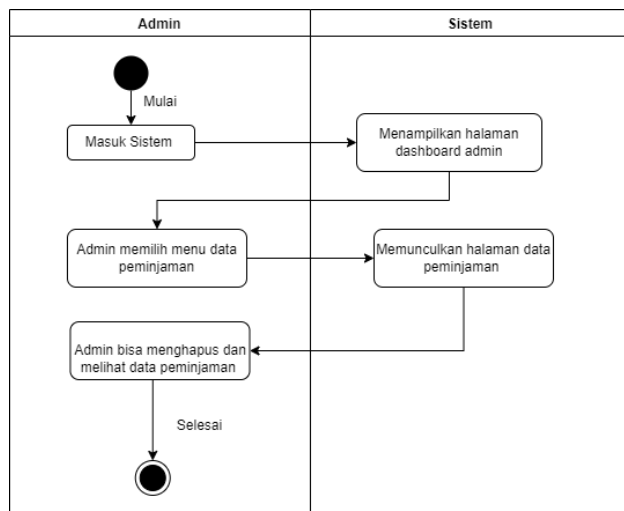 Admin
Sistem
Mulai
Masuk Sistem
Menampilkan halaman
dashboard admin
Admin memilih menu data
peminjaman
Memunculkan halaman data
peminjaman
Admin bisa menghapus dan
melihat data peminjaman
Selesai